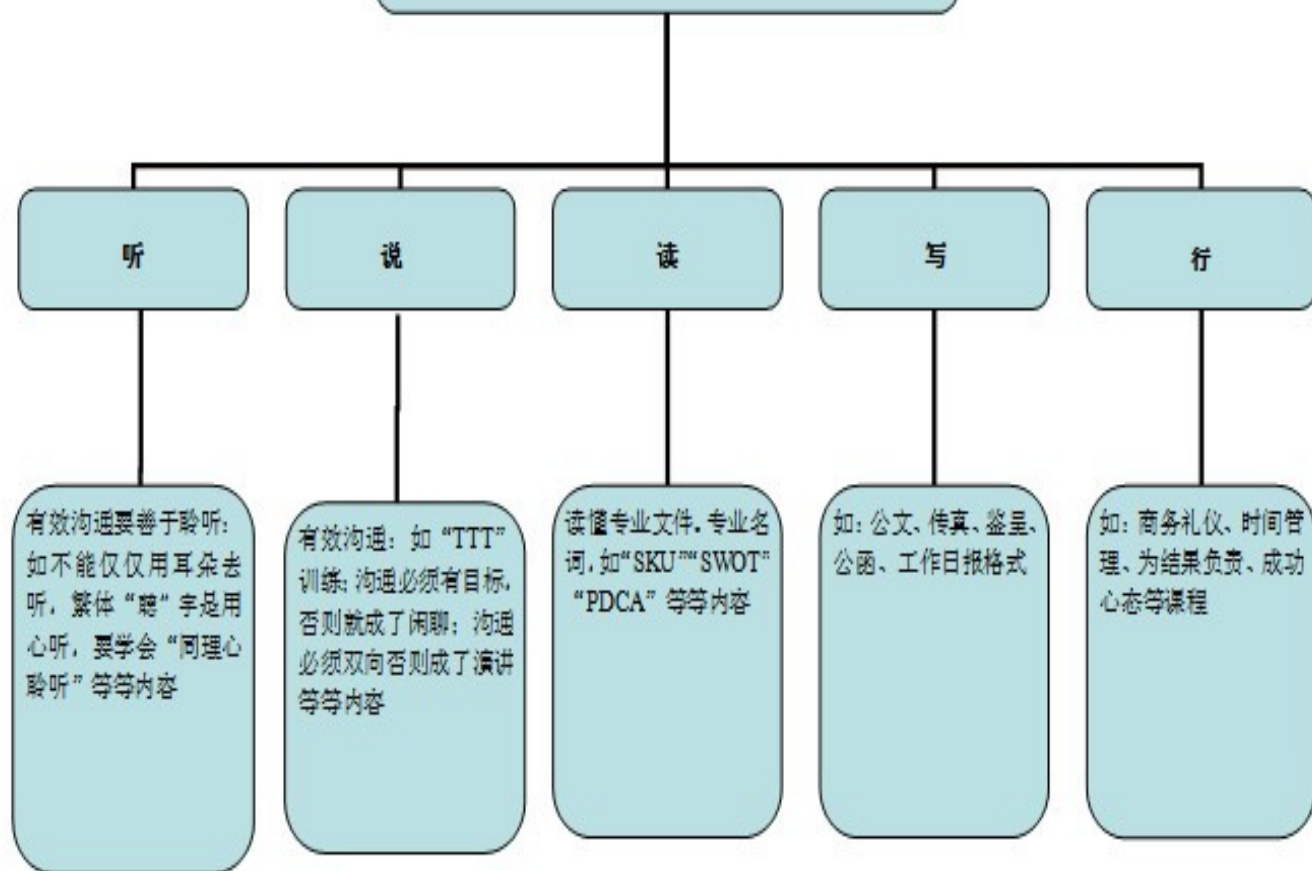 听
说
读
写
行
有效沟通要善于聆听：
如不能仅仅用耳朵去
听，繁体“聴”字是用
心听，要学会“同理心
聆听”等等内容
有效沟通：如“TTT”
训练；沟通必须有目标，
否则就成了闲聊；沟通
必须双向否则成了演讲
等等内容
读懂专业文件。专业名
词，如“SKU”“SWOT”
“PDCA”等等内容
如：公文、传真、鉴呈、
公函、工作日报格式
如：商务礼仪、时间管
理、为结果负责、成功
心态等课程